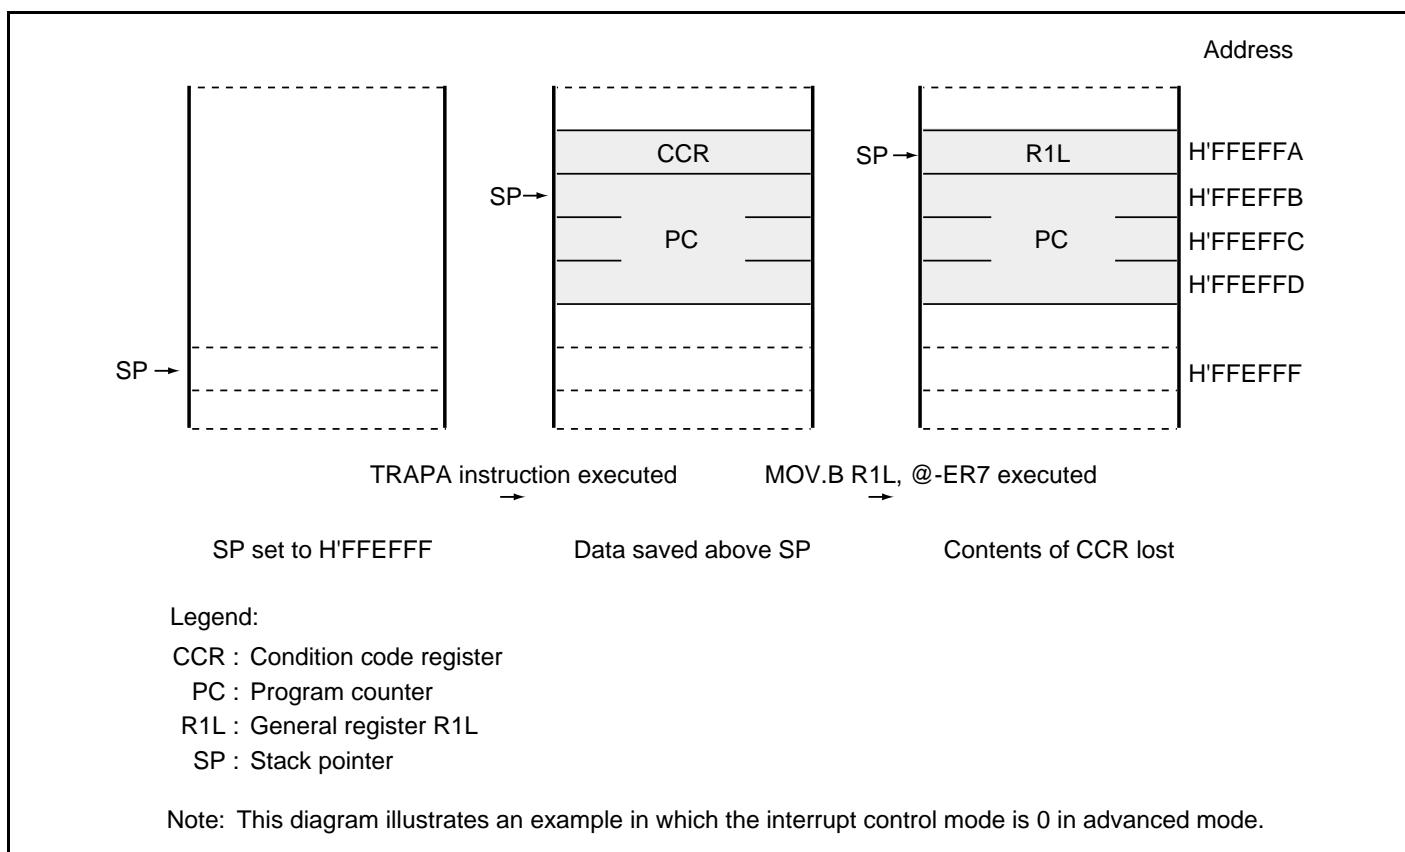 Address
CCR
SP
R1L
H'FFEFFA
SP
H'FFEFFB
PC
PC
H'FFEFFC
H'FFEFFD
SP
H'FFEFFF
TRAPA instruction executed
MOV.B R1L, @-ER7 executed
SP set to H'FFEFFF
Data saved above SP
Contents of CCR lost
Legend:
CCR : Condition code register
PC : Program counter
R1L : General register R1L
SP : Stack pointer
Note: This diagram illustrates an example in which the interrupt control mode is 0 in advanced mode.